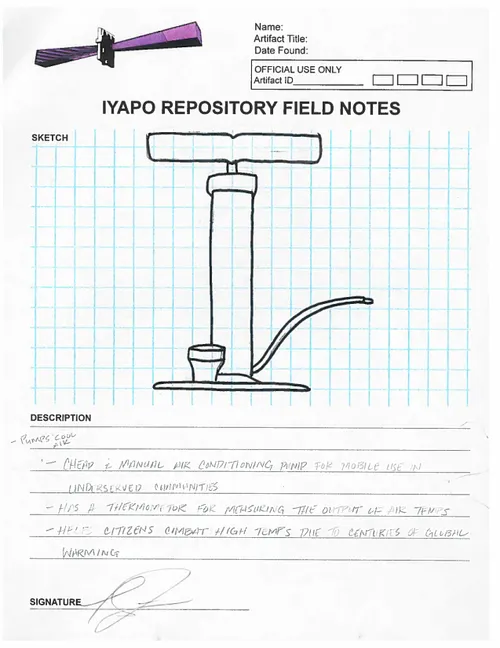 Name:
Artifact Title:
Date Found:
OFFICIAL USE ONLY
Artifact ID
IYAPO REPOSITORY FIELD NOTES
SKETCH
DESCRIPTION
- PUMPS COOL
AIR
- CHEAP & MANUAL AIR CONDITIONING PUMP FOR MOBILE USE IN
UNDERSERVED COMMUNITIES
- HAS A THERMOMETOR FOR MEASURING THE OUTPUT OF AIR TEMPS
- HELPS CITIZENS COMBAT HIGH TEMPS DUE TO CENTURIES OF GLOBAL
WARMING
SIGNATURE